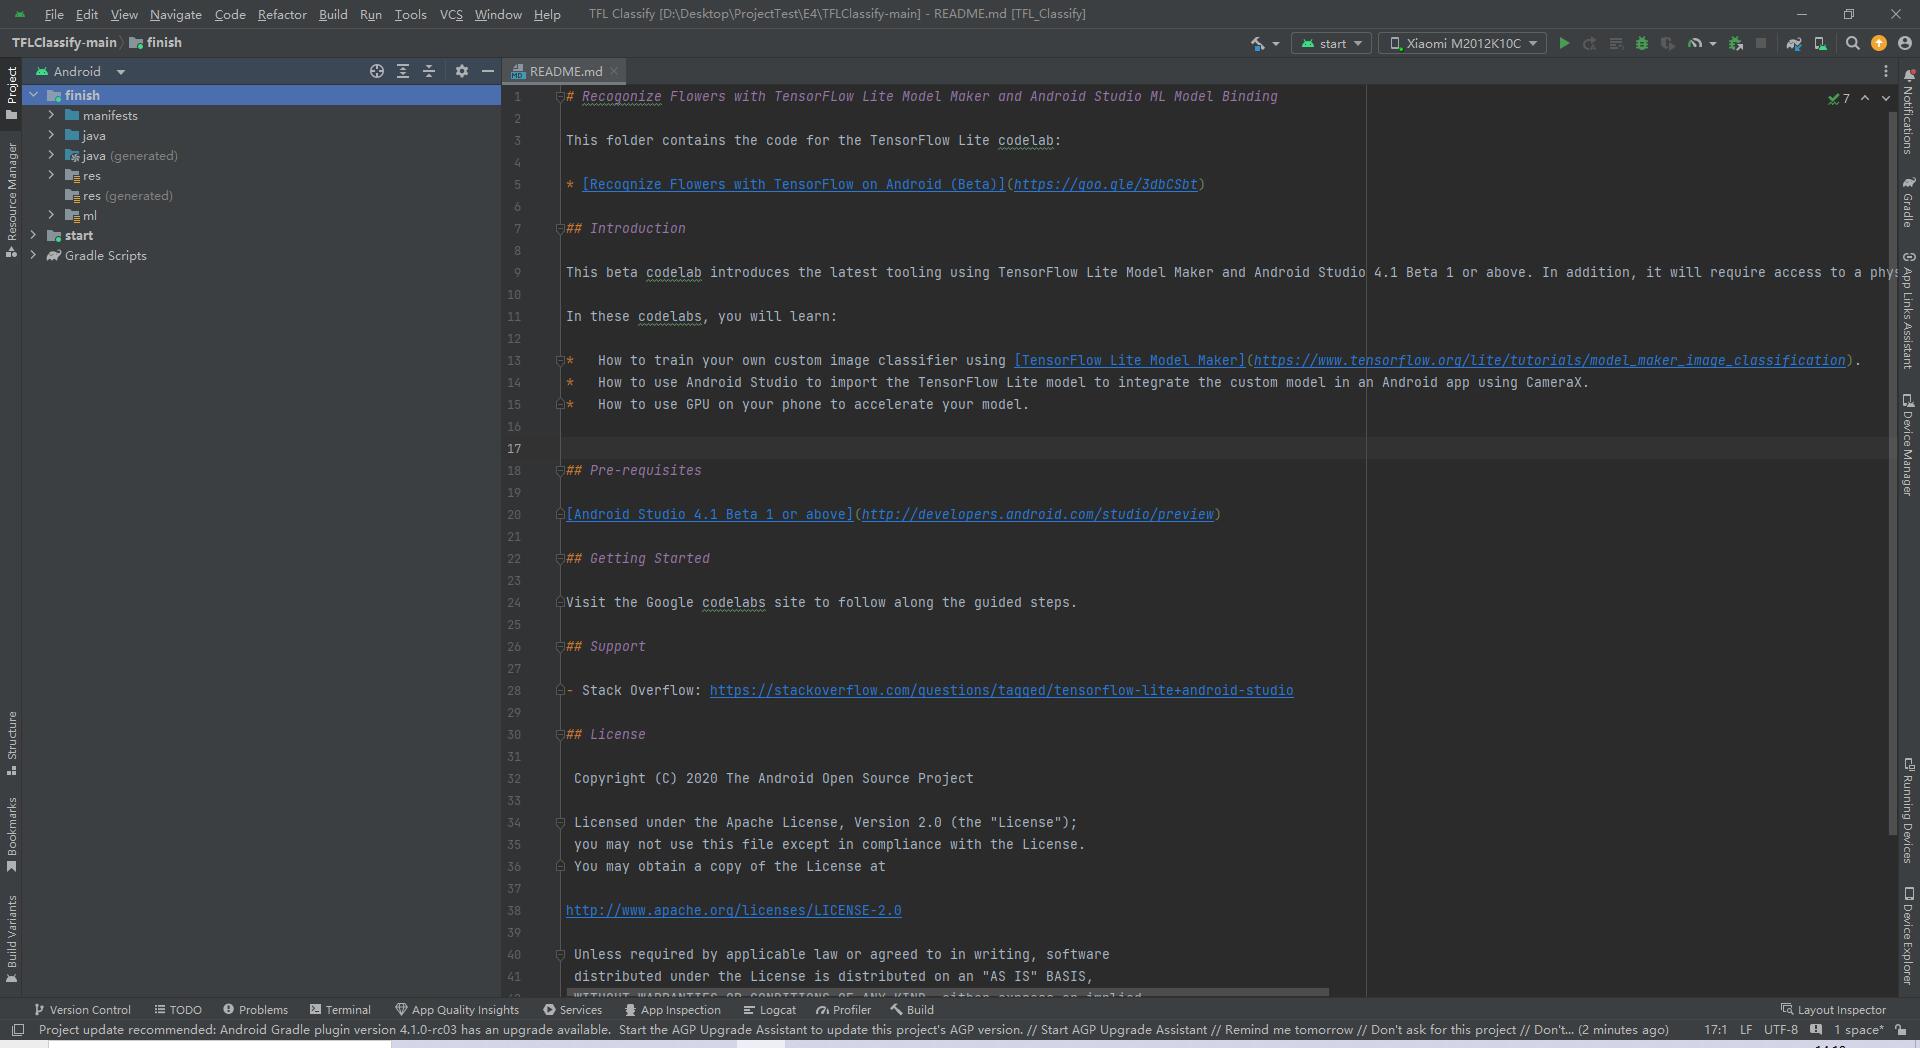 File Edit View Navigate Code Refactor Build Run Tools VCS Window Help TFL Classify [D:\Desktop\ProjectTest\E4\TFLClassify-main] - README.md [TFL_Classify]
TFLClassify-main finish start Xiaomi M2012K10C
Project
Resource Manager
Structure
Bookmarks
Build Variants
Android
finish
manifests
java
java (generated)
res
res (generated)
ml
start
Gradle Scripts
README.md
7
1 # Recogonize Flowers with TensorFLow Lite Model Maker and Android Studio ML Model Binding
2
3 This folder contains the code for the TensorFlow Lite codelab:
4
5 * [Recognize Flowers with TensorFlow on Android (Beta)](https://goo.gle/3dbCSbt)
6
7 ## Introduction
8
9 This beta codelab introduces the latest tooling using TensorFlow Lite Model Maker and Android Studio 4.1 Beta 1 or above. In addition, it will require access to a phys
10
11 In these codelabs, you will learn:
12
13 * How to train your own custom image classifier using [TensorFlow Lite Model Maker](https://www.tensorflow.org/lite/tutorials/model_maker_image_classification).
14 * How to use Android Studio to import the TensorFlow Lite model to integrate the custom model in an Android app using CameraX.
15 * How to use GPU on your phone to accelerate your model.
16
17
18 ## Pre-requisites
19
20 [Android Studio 4.1 Beta 1 or above](http://developers.android.com/studio/preview)
21
22 ## Getting Started
23
24 Visit the Google codelabs site to follow along the guided steps.
25
26 ## Support
27
28 - Stack Overflow: https://stackoverflow.com/questions/tagged/tensorflow-lite+android-studio
29
30 ## License
31
32 Copyright (C) 2020 The Android Open Source Project
33
34 Licensed under the Apache License, Version 2.0 (the "License");
35 you may not use this file except in compliance with the License.
36 You may obtain a copy of the License at
37
38 http://www.apache.org/licenses/LICENSE-2.0
39
40 Unless required by applicable law or agreed to in writing, software
41 distributed under the License is distributed on an "AS IS" BASIS,
WITHOUT WARRANTIES OR CONDITIONS OF ANY KIND, either express or implied
Notifications
Gradle
App Links Assistant
Device Manager
Running Devices
Device Explorer
Version Control TODO Problems Terminal App Quality Insights Services App Inspection Logcat Profiler Build Layout Inspector
Project update recommended: Android Gradle plugin version 4.1.0-rc03 has an upgrade available. Start the AGP Upgrade Assistant to update this project's AGP version. // Start AGP Upgrade Assistant // Remind me tomorrow // Don't ask for this project // Don't... (2 minutes ago) 17:1 LF UTF-8 1 space*